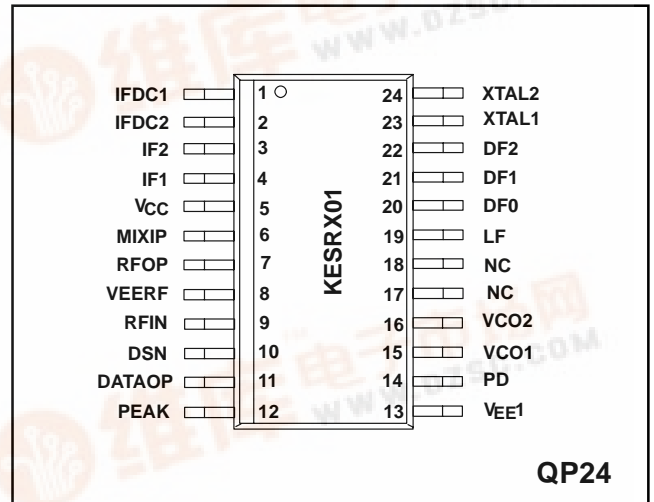 IFDC1 1 24 XTAL2
IFDC2 2 23 XTAL1
IF2 3 22 DF2
IF1 4 21 DF1
VCC 5 20 DF0
MIXIP 6 19 LF
RFOP 7 18 NC
VEERF 8 17 NC
RFIN 9 16 VCO2
DSN 10 15 VCO1
DATAOP 11 14 PD
PEAK 12 13 VEE1
KESRX01
QP24